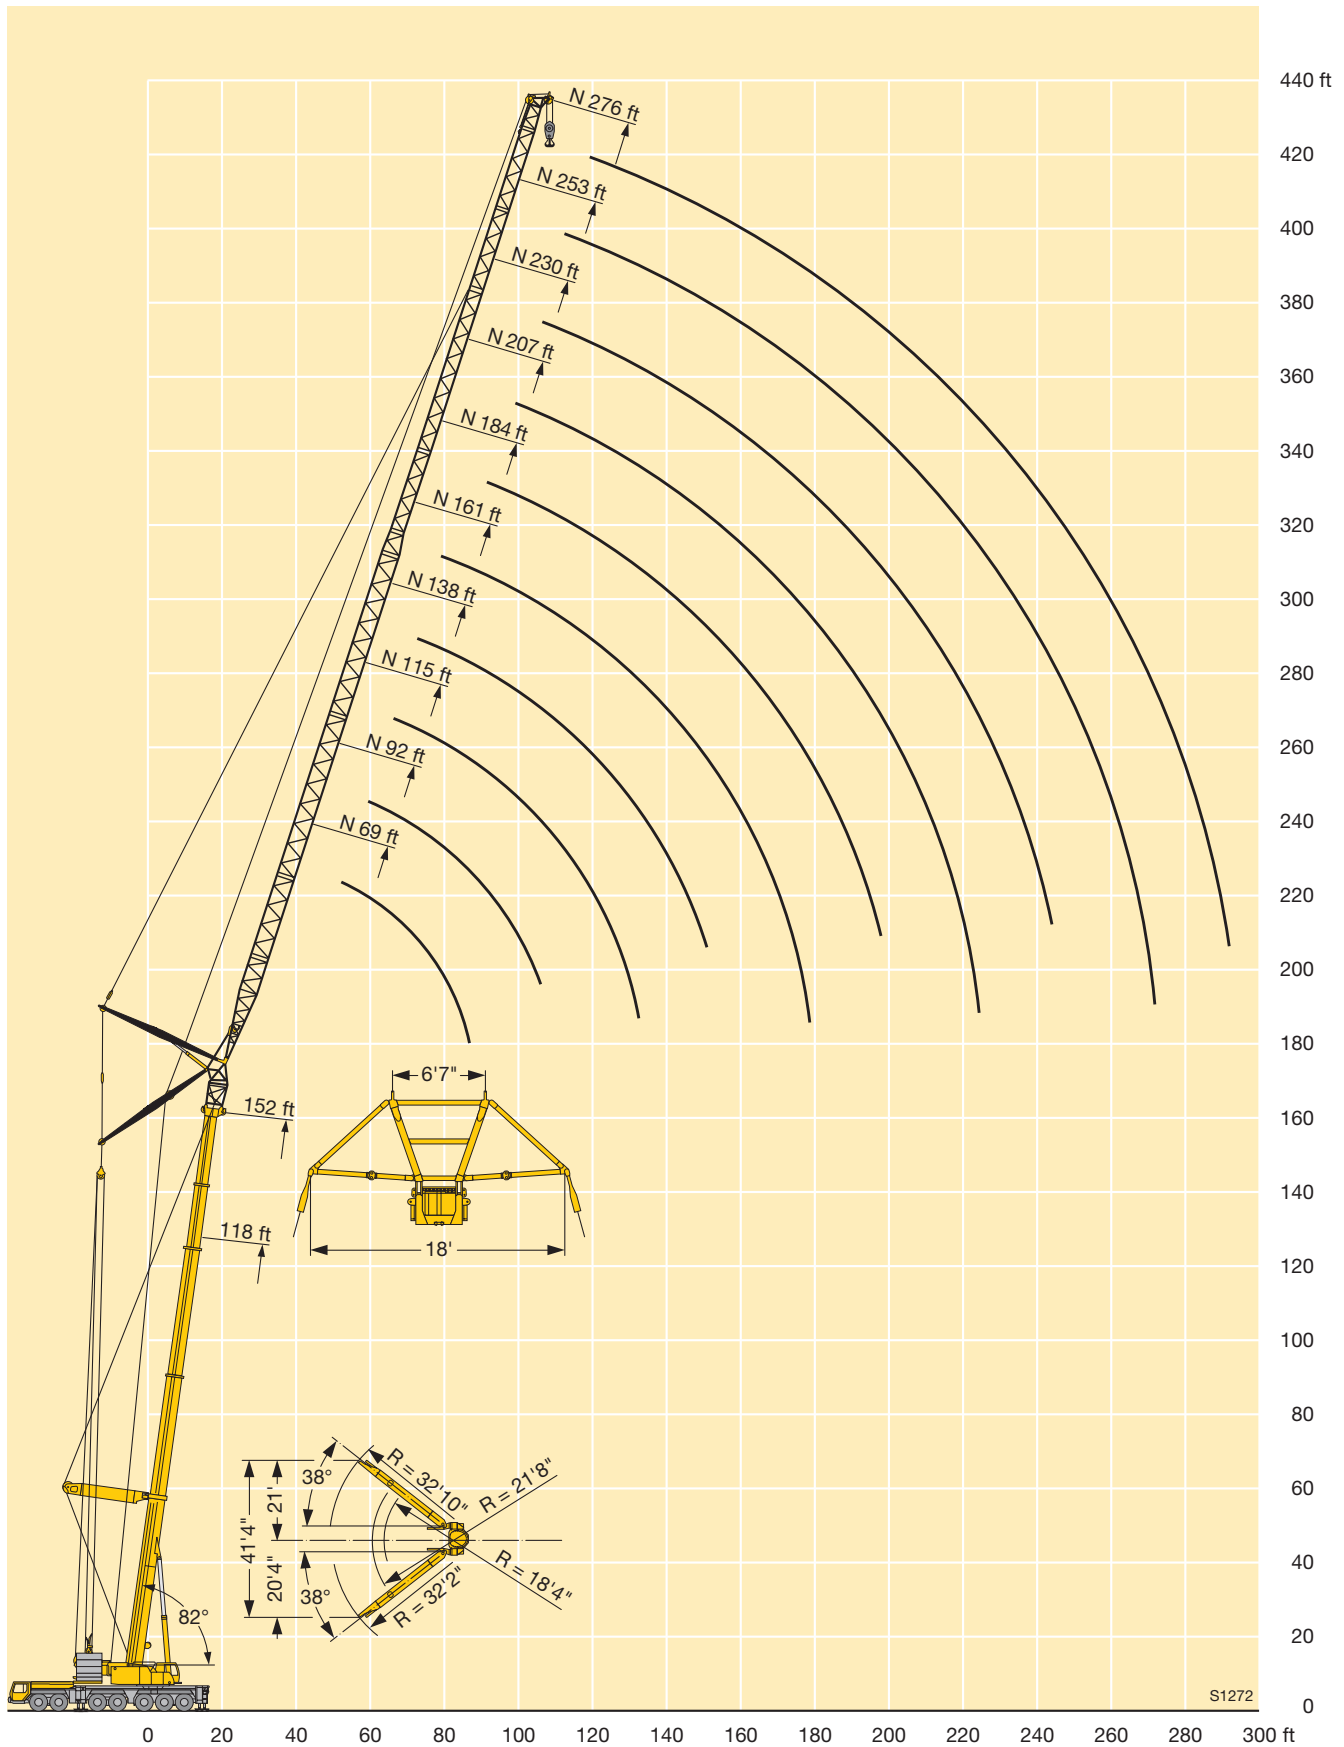 440 ft
420
400
380
360
340
320
300
280
260
240
220
200
180
160
140
120
100
80
60
40
20
0
N 276 ft
N 253 ft
N 230 ft
N 207 ft
N 184 ft
N 161 ft
N 138 ft
N 115 ft
N 92 ft
N 69 ft
152 ft
118 ft
6'7"
18'
82°
38°
38°
41'4"
21'
20'4"
R = 32'10"
R = 21'8"
R = 18'4"
R = 32'2"
S1272
0 20 40 60 80 100 120 140 160 180 200 220 240 260 280 300 ft